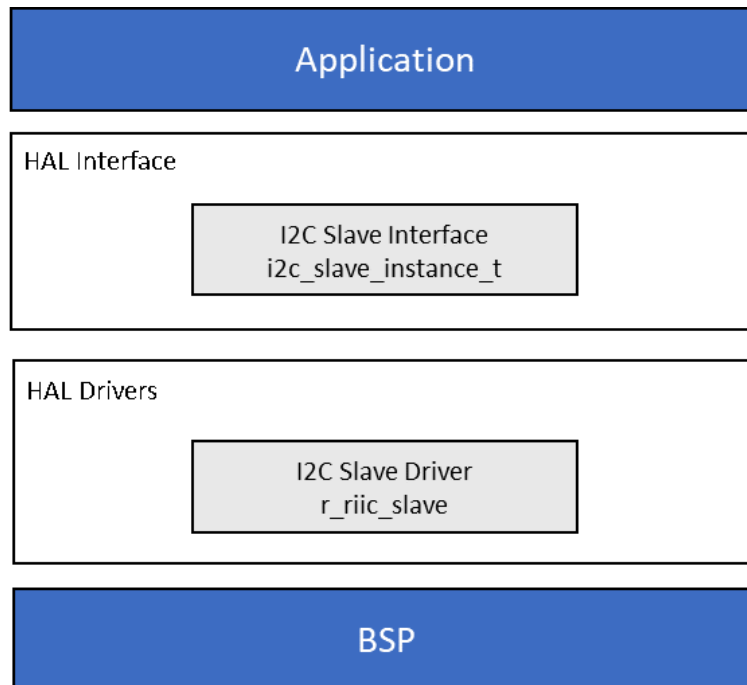 Application
HAL Interface
I2C Slave Interface
i2c_slave_instance_t
HAL Drivers
I2C Slave Driver
r_riic_slave
BSP